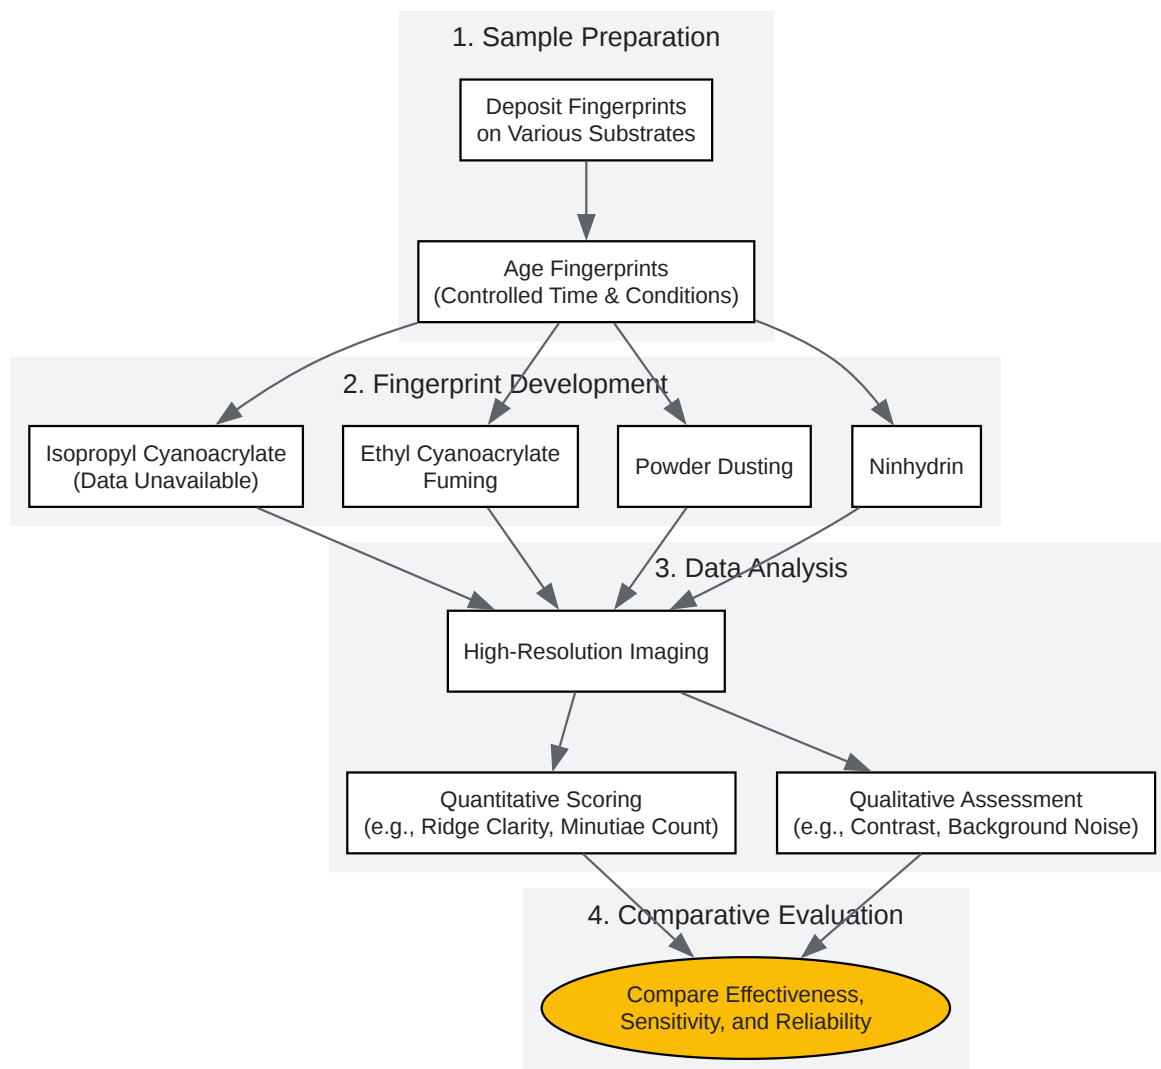 1. Sample Preparation
Deposit Fingerprints
on Various Substrates
Age Fingerprints
(Controlled Time & Conditions)
2. Fingerprint Development
Isopropyl Cyanoacrylate
(Data Unavailable)
Ethyl Cyanoacrylate
Fuming
Powder Dusting
Ninhydrin
3. Data Analysis
High-Resolution Imaging
Quantitative Scoring
(e.g., Ridge Clarity, Minutiae Count)
Qualitative Assessment
(e.g., Contrast, Background Noise)
4. Comparative Evaluation
Compare Effectiveness,
Sensitivity, and Reliability